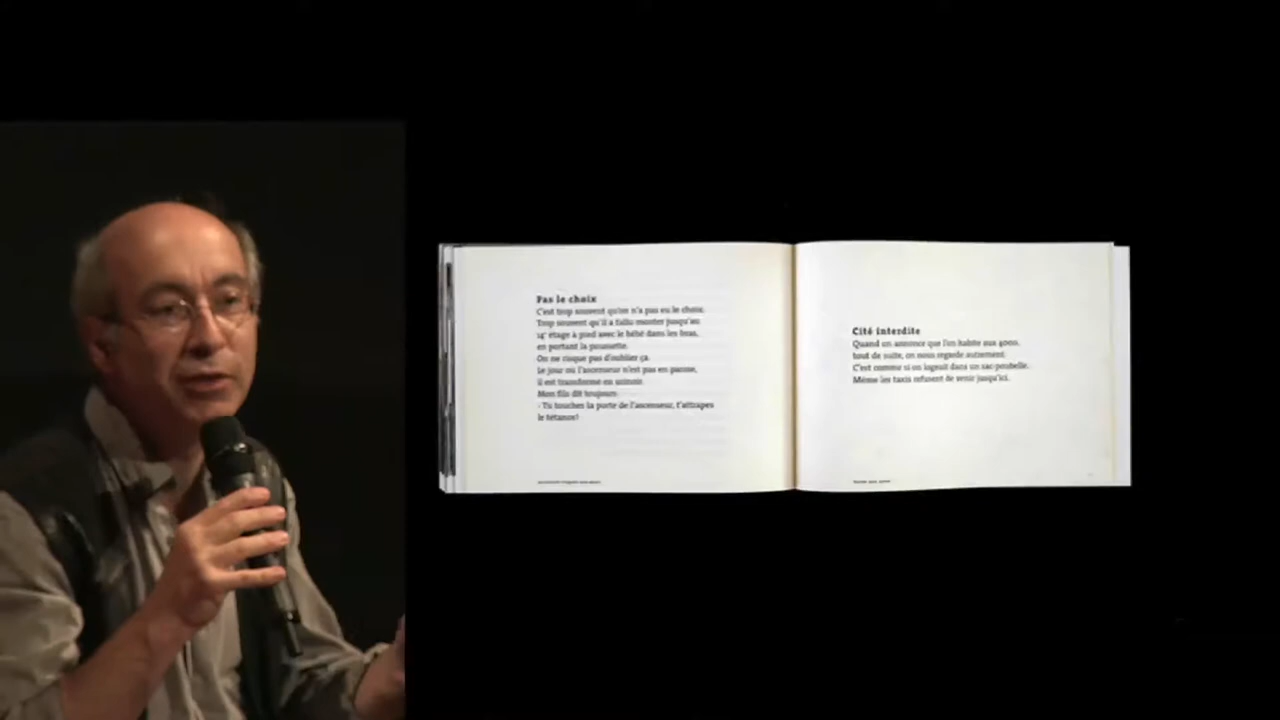 Pas le choix
C'est trop souvent qu'on n'a pas eu le choix.
Trop souvent qu'il a fallu monter jusqu'au
14e étage à pied avec le bébé dans les bras,
en portant la poussette.
On ne risque pas d'oublier ça.
Le jour où l'ascenseur n'est pas en panne,
il est transformé en urinoir.
Mon fils dit toujours:
- Tu touches la porte de l'ascenseur, t'attrapes
le tétanos!
Cité interdite
Quand on annonce que l'on habite aux 4000,
tout de suite, on nous regarde autrement.
C'est comme si on logeait dans un sac-poubelle.
Même les taxis refusent de venir jusqu'ici.